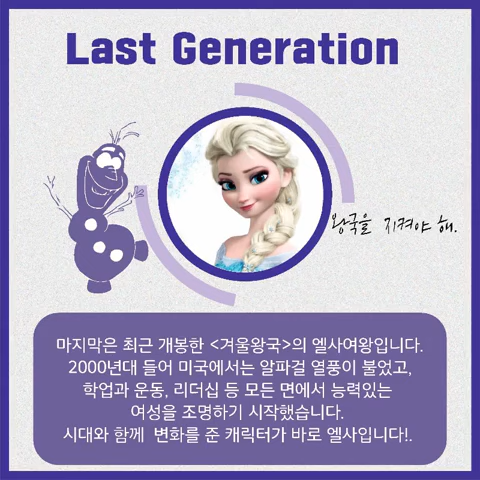 Last Generation
왕국을 지켜야 해.
마지막은 최근 개봉한 <겨울왕국>의 엘사여왕입니다.
2000년대 들어 미국에서는 알파걸 열풍이 불었고,
학업과 운동, 리더십 등 모든 면에서 능력있는
여성을 조명하기 시작했습니다.
시대와 함께 변화를 준 캐릭터가 바로 엘사입니다!.